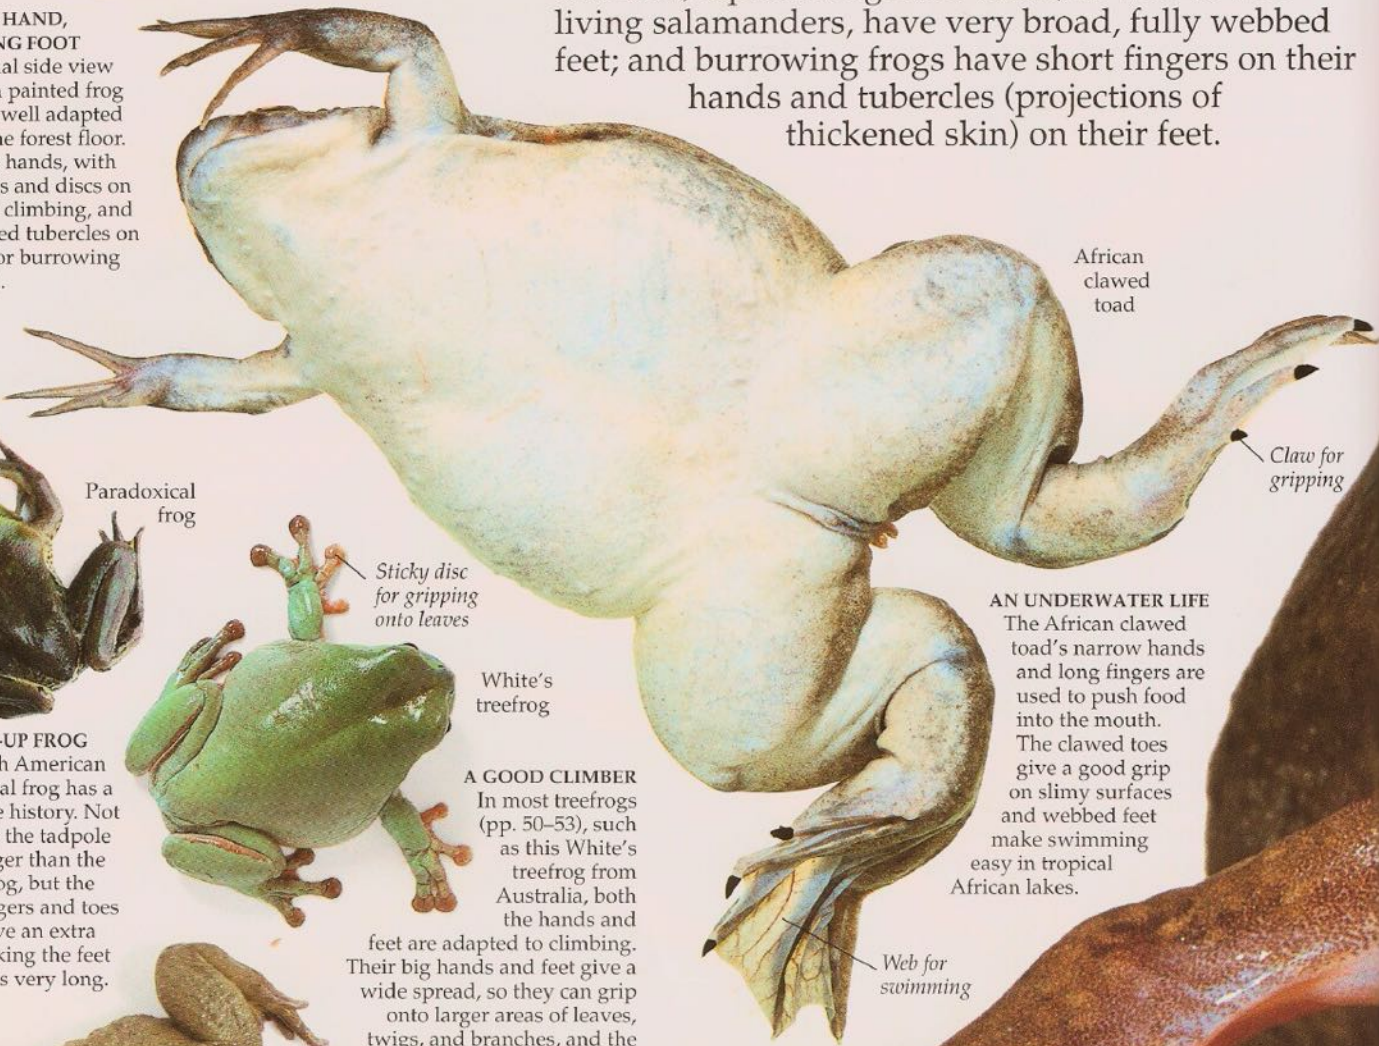 living salamanders, have very broad, fully webbed
feet; and burrowing frogs have short fingers on their
hands and tubercles (projections of
thickened skin) on their feet.
HAND,
FOOT
side view
painted frog
well adapted
forest floor.
hands, with
and discs on
climbing, and
tubercles on
burrowing
African
clawed
toad
Claw for
gripping
Paradoxical
frog
Sticky disc
for gripping
onto leaves
White's
treefrog
-UP FROG
American
frog has a
history. Not
the tadpole
than the
but the
and toes
an extra
the feet
very long.
A GOOD CLIMBER
In most treefrogs
(pp. 50–53), such
as this White's
treefrog from
Australia, both
the hands and
feet are adapted to climbing.
Their big hands and feet give a
wide spread, so they can grip
onto larger areas of leaves,
twigs, and branches, and the
AN UNDERWATER LIFE
The African clawed
toad's narrow hands
and long fingers are
used to push food
into the mouth.
The clawed toes
give a good grip
on slimy surfaces
and webbed feet
make swimming
easy in tropical
African lakes.
Web for
swimming